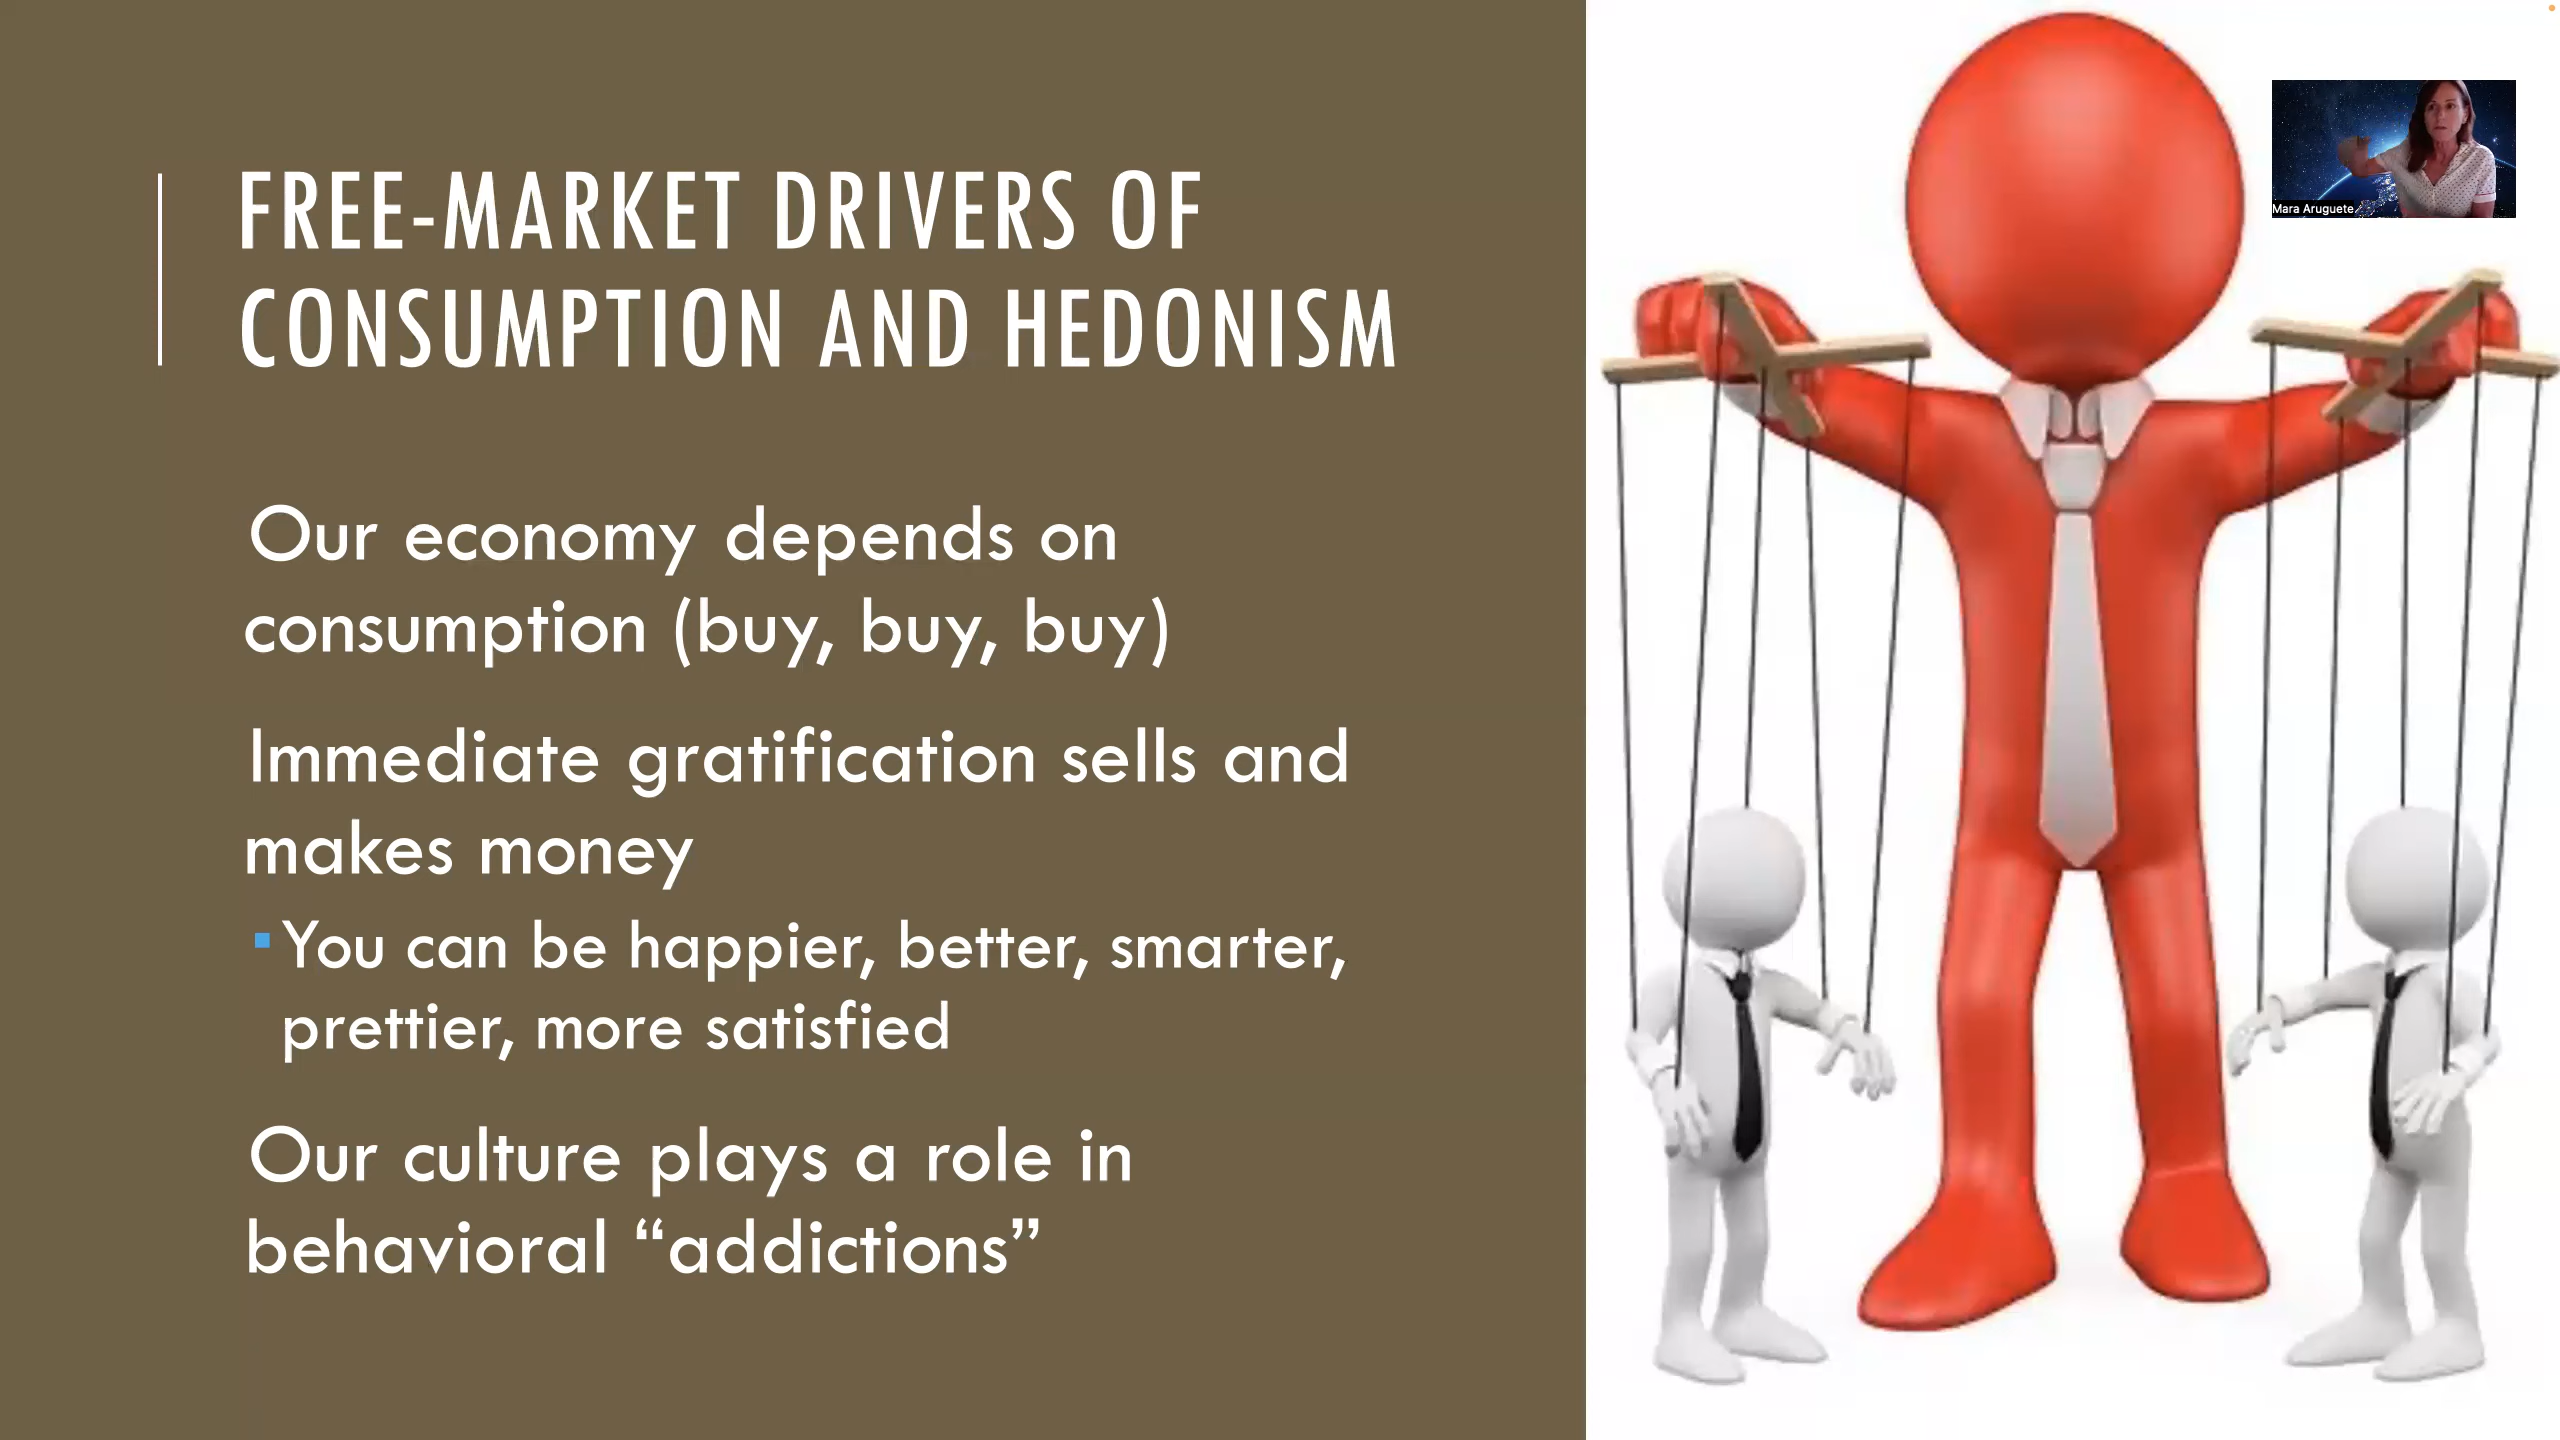 FREE-MARKET DRIVERS OF
CONSUMPTION AND HEDONISM
Our economy depends on
consumption (buy, buy, buy)
Immediate gratification sells and
makes money
▪ You can be happier, better, smarter,
prettier, more satisfied
Our culture plays a role in
behavioral “addictions”
Mara Aruguete